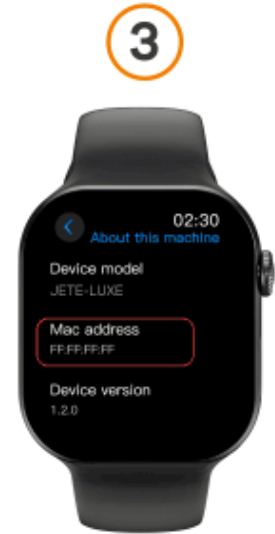 3
02:30
About this machine
Device model
JETE-LUXE
Mac address
FF:FF:FF:FF
Device version
1.2.0